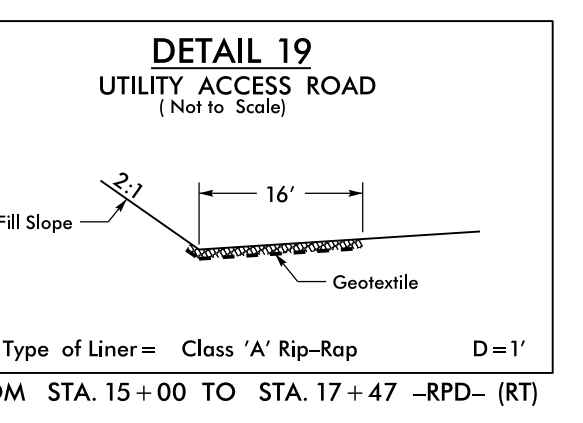 DETAIL 19
UTILITY ACCESS ROAD
( Not to Scale)
2:1
16'
Fill Slope
Geotextile
Type of Liner = Class 'A' Rip-Rap D = 1'
STA. 15 + 00 TO STA. 17 + 47 -RPD- (RT)